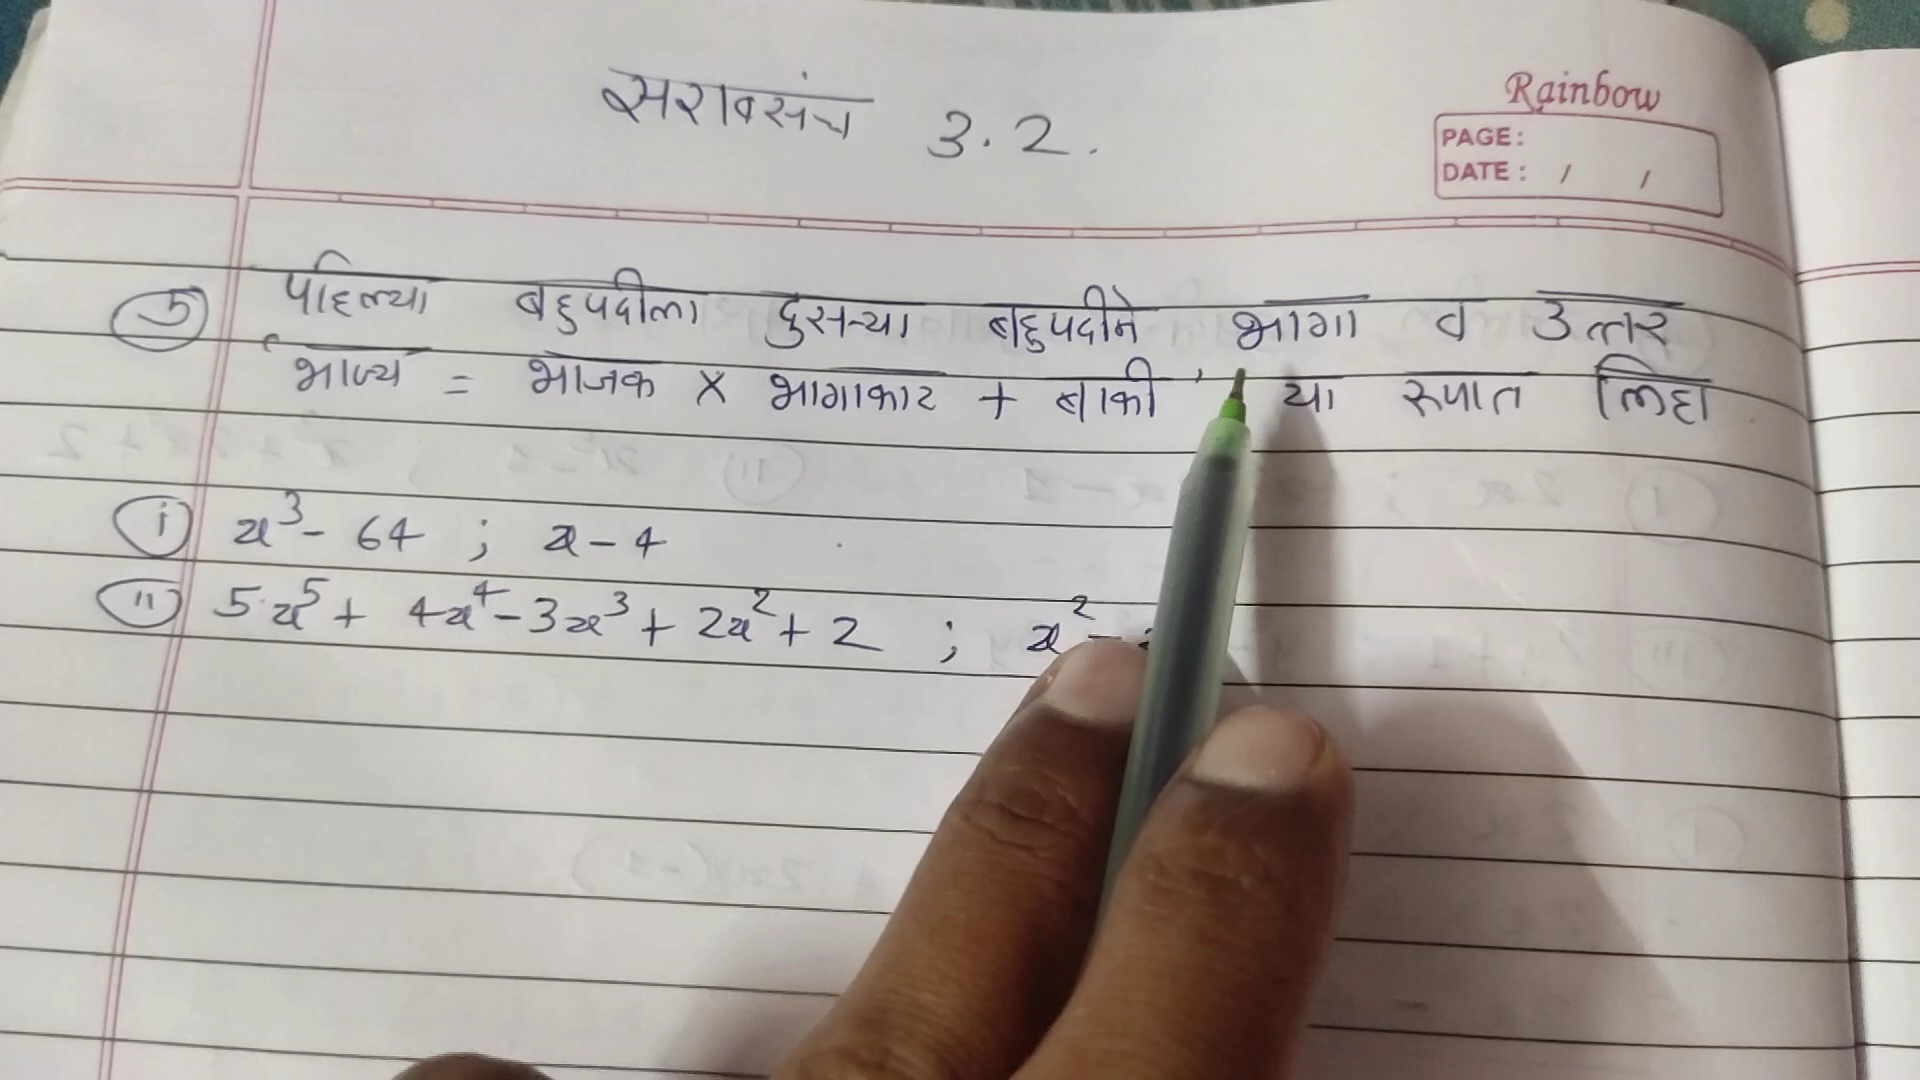 सरावसंच 3.2.
Rainbow
PAGE:
DATE: / /
५ पहिल्या बहुपदीला दुसऱ्या बहुपदीने भागा व उत्तर
'भाज्य = भाजक × भागाकार + बाकी' या रुपात लिहा
i x³ - 64 ; x - 4
ii 5x⁵ + 4x⁴ - 3x³ + 2x² + 2 ; x² -